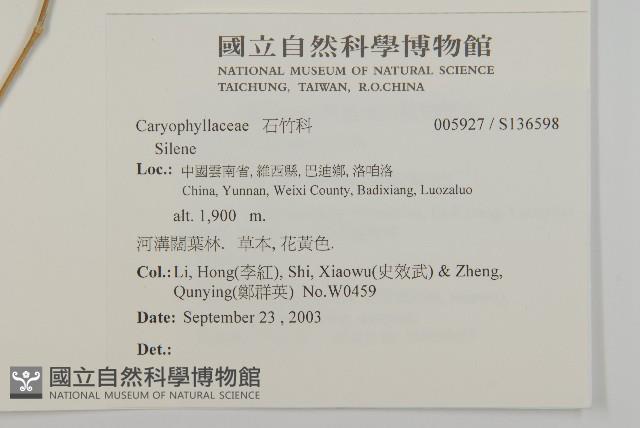 國立自然科學博物館
NATIONAL MUSEUM OF NATURAL SCIENCE
TAICHUNG, TAIWAN, R.O.CHINA
Caryophyllaceae 石竹科 005927 / S136598
Silene
Loc.: 中國雲南省, 維西縣, 巴迪鄉, 洛咱洛
China, Yunnan, Weixi County, Badixiang, Luozaluo
alt. 1,900 m.
河溝闊葉林. 草本, 花黃色.
Col.: Li, Hong(李紅), Shi, Xiaowu(史效武) & Zheng,
Qunying(鄭群英) No.W0459
Date: September 23 , 2003
Det.:
國立自然科學博物館
NATIONAL MUSEUM OF NATURAL SCIENCE